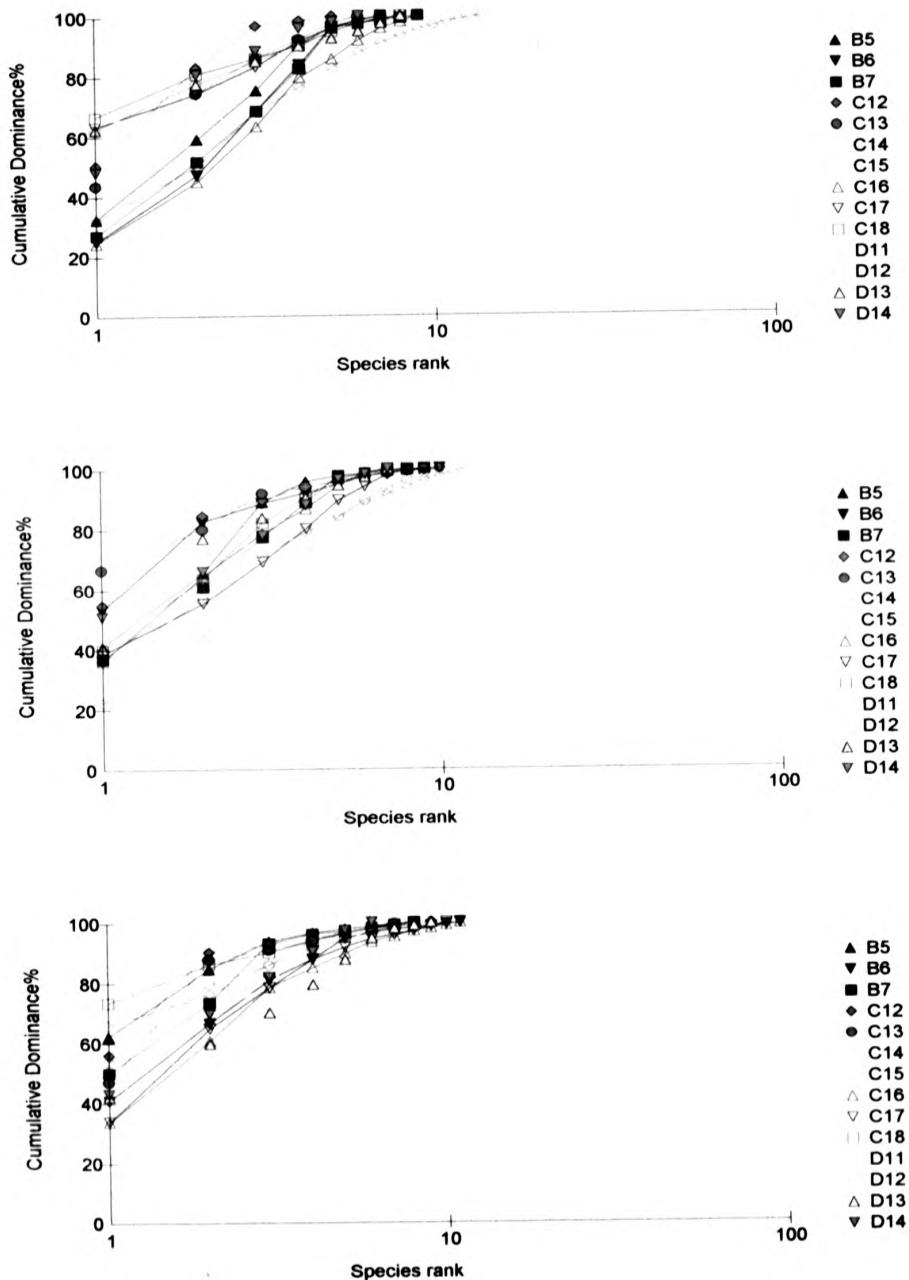 Cumulative Dominance%
100
80
60
40
20
0
1
10
100
Species rank
B5
B6
B7
C12
C13
C14
C15
C16
C17
C18
D11
D12
D13
D14
Cumulative Dominance%
100
80
60
40
20
0
1
10
100
Species rank
B5
B6
B7
C12
C13
C14
C15
C16
C17
C18
D11
D12
D13
D14
Cumulative Dominance%
100
80
60
40
20
0
1
10
100
Species rank
B5
B6
B7
C12
C13
C14
C15
C16
C17
C18
D11
D12
D13
D14